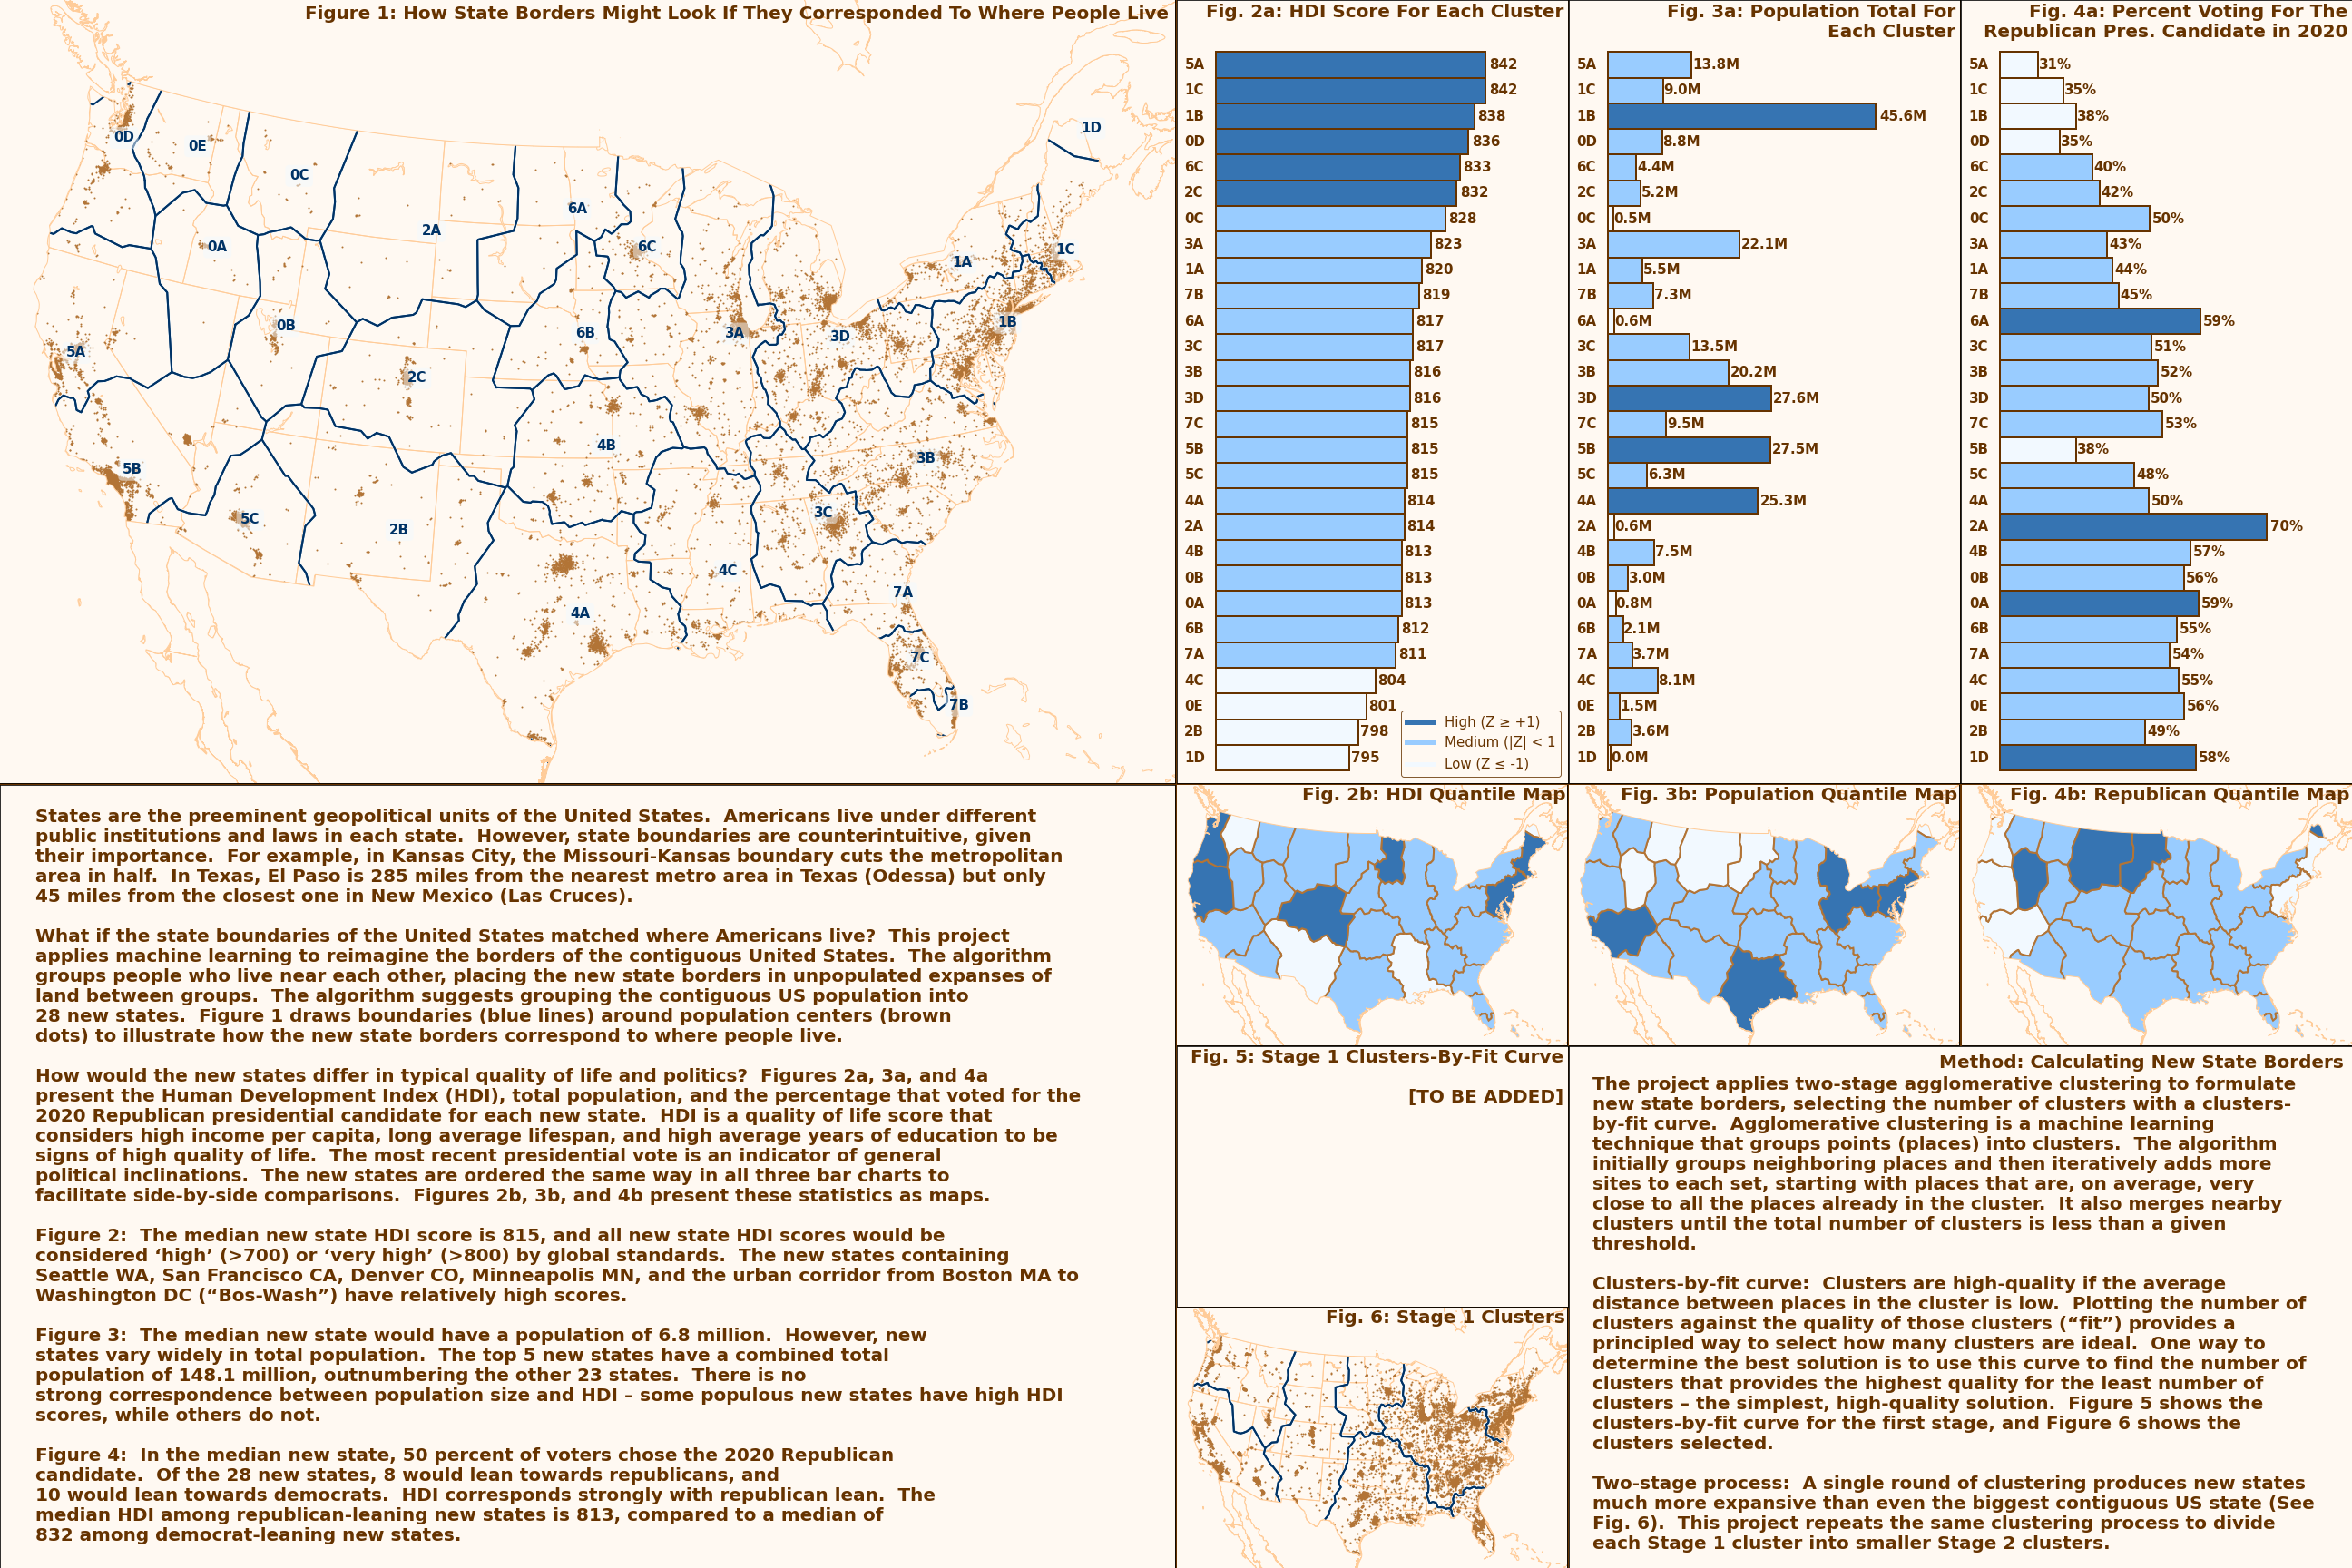 Figure 1: How State Borders Might Look If They Corresponded To Where People Live
1D
0D
0E
0C
6A
2A
0A
6C
1C
1A
0B
6B
3A
3D
1B
5A
2C
4B
3B
5B
5C
2B
3C
4C
7A
4A
7C
7B
Fig. 2a: HDI Score For Each Cluster
5A 842
1C 842
1B 838
0D 836
6C 833
2C 832
0C 828
3A 823
1A 820
7B 819
6A 817
3C 817
3B 816
3D 816
7C 815
5B 815
5C 815
4A 814
2A 814
4B 813
0B 813
0A 813
6B 812
7A 811
4C 804
0E 801
2B 798
1D 795
High (Z ≥ +1)
Medium (|Z| < 1
Low (Z ≤ -1)
Fig. 3a: Population Total For
Each Cluster
5A 13.8M
1C 9.0M
1B 45.6M
0D 8.8M
6C 4.4M
2C 5.2M
0C 0.5M
3A 22.1M
1A 5.5M
7B 7.3M
6A 0.6M
3C 13.5M
3B 20.2M
3D 27.6M
7C 9.5M
5B 27.5M
5C 6.3M
4A 25.3M
2A 0.6M
4B 7.5M
0B 3.0M
0A 0.8M
6B 2.1M
7A 3.7M
4C 8.1M
0E 1.5M
2B 3.6M
1D 0.0M
Fig. 4a: Percent Voting For The
Republican Pres. Candidate in 2020
5A 31%
1C 35%
1B 38%
0D 35%
6C 40%
2C 42%
0C 50%
3A 43%
1A 44%
7B 45%
6A 59%
3C 51%
3B 52%
3D 50%
7C 53%
5B 38%
5C 48%
4A 50%
2A 70%
4B 57%
0B 56%
0A 59%
6B 55%
7A 54%
4C 55%
0E 56%
2B 49%
1D 58%
States are the preeminent geopolitical units of the United States.  Americans live under different
public institutions and laws in each state.  However, state boundaries are counterintuitive, given
their importance.  For example, in Kansas City, the Missouri-Kansas boundary cuts the metropolitan
area in half.  In Texas, El Paso is 285 miles from the nearest metro area in Texas (Odessa) but only
45 miles from the closest one in New Mexico (Las Cruces).
What if the state boundaries of the United States matched where Americans live?  This project
applies machine learning to reimagine the borders of the contiguous United States.  The algorithm
groups people who live near each other, placing the new state borders in unpopulated expanses of
land between groups.  The algorithm suggests grouping the contiguous US population into
28 new states.  Figure 1 draws boundaries (blue lines) around population centers (brown
dots) to illustrate how the new state borders correspond to where people live.
How would the new states differ in typical quality of life and politics?  Figures 2a, 3a, and 4a
present the Human Development Index (HDI), total population, and the percentage that voted for the
2020 Republican presidential candidate for each new state.  HDI is a quality of life score that
considers high income per capita, long average lifespan, and high average years of education to be
signs of high quality of life.  The most recent presidential vote is an indicator of general
political inclinations.  The new states are ordered the same way in all three bar charts to
facilitate side-by-side comparisons.  Figures 2b, 3b, and 4b present these statistics as maps.
Figure 2:  The median new state HDI score is 815, and all new state HDI scores would be
considered ‘high’ (>700) or ‘very high’ (>800) by global standards.  The new states containing
Seattle WA, San Francisco CA, Denver CO, Minneapolis MN, and the urban corridor from Boston MA to
Washington DC (“Bos-Wash”) have relatively high scores.
Figure 3:  The median new state would have a population of 6.8 million.  However, new
states vary widely in total population.  The top 5 new states have a combined total
population of 148.1 million, outnumbering the other 23 states.  There is no
strong correspondence between population size and HDI – some populous new states have high HDI
scores, while others do not.
Figure 4:  In the median new state, 50 percent of voters chose the 2020 Republican
candidate.  Of the 28 new states, 8 would lean towards republicans, and
10 would lean towards democrats.  HDI corresponds strongly with republican lean.  The
median HDI among republican-leaning new states is 813, compared to a median of
832 among democrat-leaning new states.
Fig. 2b: HDI Quantile Map
Fig. 3b: Population Quantile Map
Fig. 4b: Republican Quantile Map
Fig. 5: Stage 1 Clusters-By-Fit Curve
[TO BE ADDED]
Fig. 6: Stage 1 Clusters
Method: Calculating New State Borders
The project applies two-stage agglomerative clustering to formulate
new state borders, selecting the number of clusters with a clusters-
by-fit curve.  Agglomerative clustering is a machine learning
technique that groups points (places) into clusters.  The algorithm
initially groups neighboring places and then iteratively adds more
sites to each set, starting with places that are, on average, very
close to all the places already in the cluster.  It also merges nearby
clusters until the total number of clusters is less than a given
threshold.
Clusters-by-fit curve:  Clusters are high-quality if the average
distance between places in the cluster is low.  Plotting the number of
clusters against the quality of those clusters (“fit”) provides a
principled way to select how many clusters are ideal.  One way to
determine the best solution is to use this curve to find the number of
clusters that provides the highest quality for the least number of
clusters – the simplest, high-quality solution.  Figure 5 shows the
clusters-by-fit curve for the first stage, and Figure 6 shows the
clusters selected.
Two-stage process:  A single round of clustering produces new states
much more expansive than even the biggest contiguous US state (See
Fig. 6).  This project repeats the same clustering process to divide
each Stage 1 cluster into smaller Stage 2 clusters.